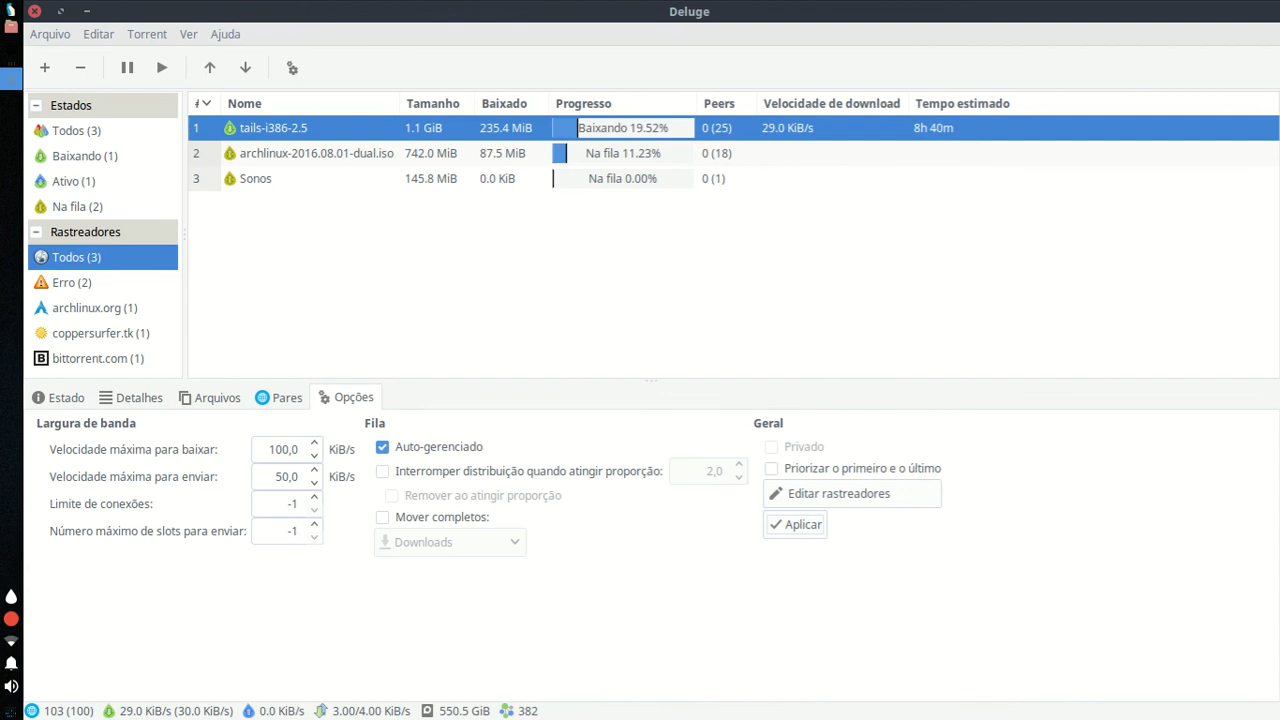 Deluge
Arquivo Editar Torrent Ver Ajuda
Estados
Todos (3)
Baixando (1)
Ativo (1)
Na fila (2)
Rastreadores
Todos (3)
Erro (2)
archlinux.org (1)
coppersurfer.tk (1)
bittorrent.com (1)
Nome Tamanho Baixado Progresso Peers Velocidade de download Tempo estimado
1 tails-i386-2.5 1.1 GiB 235.4 MiB Baixando 19.52% 0 (25) 29.0 KiB/s 8h 40m
2 archlinux-2016.08.01-dual.iso 742.0 MiB 87.5 MiB Na fila 11.23% 0 (18)
3 Sonos 145.8 MiB 0.0 KiB Na fila 0.00% 0 (1)
Estado Detalhes Arquivos Pares Opções
Largura de banda
Velocidade máxima para baixar: 100,0 KiB/s
Velocidade máxima para enviar: 50,0 KiB/s
Limite de conexões: -1
Número máximo de slots para enviar: -1
Fila
Auto-gerenciado
Interromper distribuição quando atingir proporção: 2,0
Remover ao atingir proporção
Mover completos:
Downloads
Geral
Privado
Priorizar o primeiro e o último
Editar rastreadores
Aplicar
103 (100) 29.0 KiB/s (30.0 KiB/s) 0.0 KiB/s 3.00/4.00 KiB/s 550.5 GiB 382